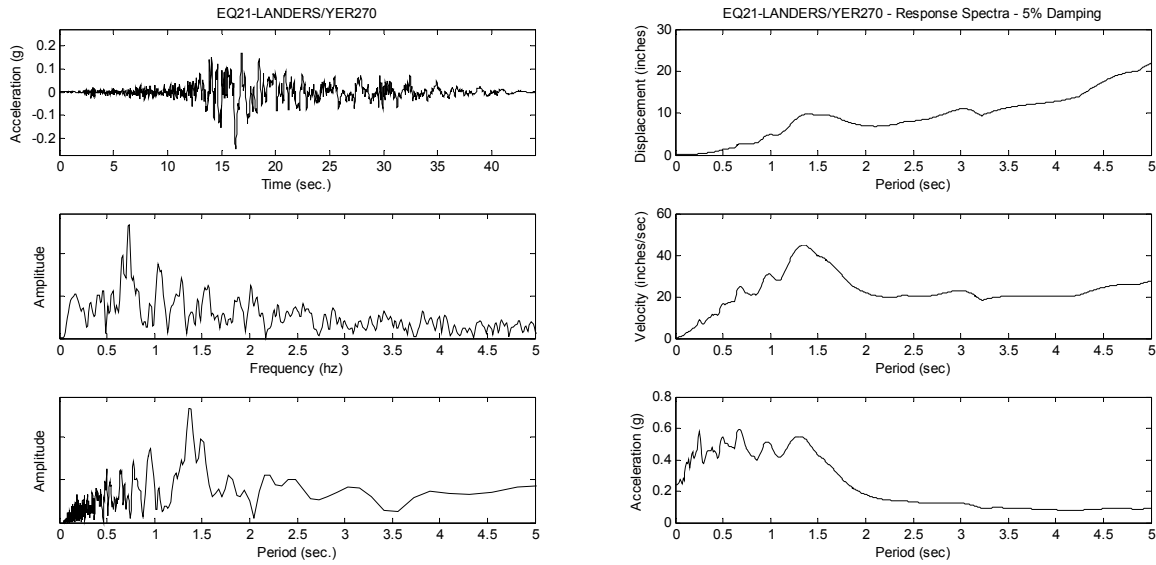 EQ21-LANDERS/YER270
Acceleration (g)
0.2
0.1
0
-0.1
-0.2
0 5 10 15 20 25 30 35 40
Time (sec.)
Amplitude
0 0.5 1 1.5 2 2.5 3 3.5 4 4.5 5
Frequency (hz)
Amplitude
0 0.5 1 1.5 2 2.5 3 3.5 4 4.5 5
Period (sec.)
EQ21-LANDERS/YER270 - Response Spectra - 5% Damping
Displacement (inches)
30
20
10
0
0 0.5 1 1.5 2 2.5 3 3.5 4 4.5 5
Period (sec)
Velocity (inches/sec)
60
40
20
0
0 0.5 1 1.5 2 2.5 3 3.5 4 4.5 5
Period (sec)
Acceleration (g)
0.8
0.6
0.4
0.2
0
0 0.5 1 1.5 2 2.5 3 3.5 4 4.5 5
Period (sec)